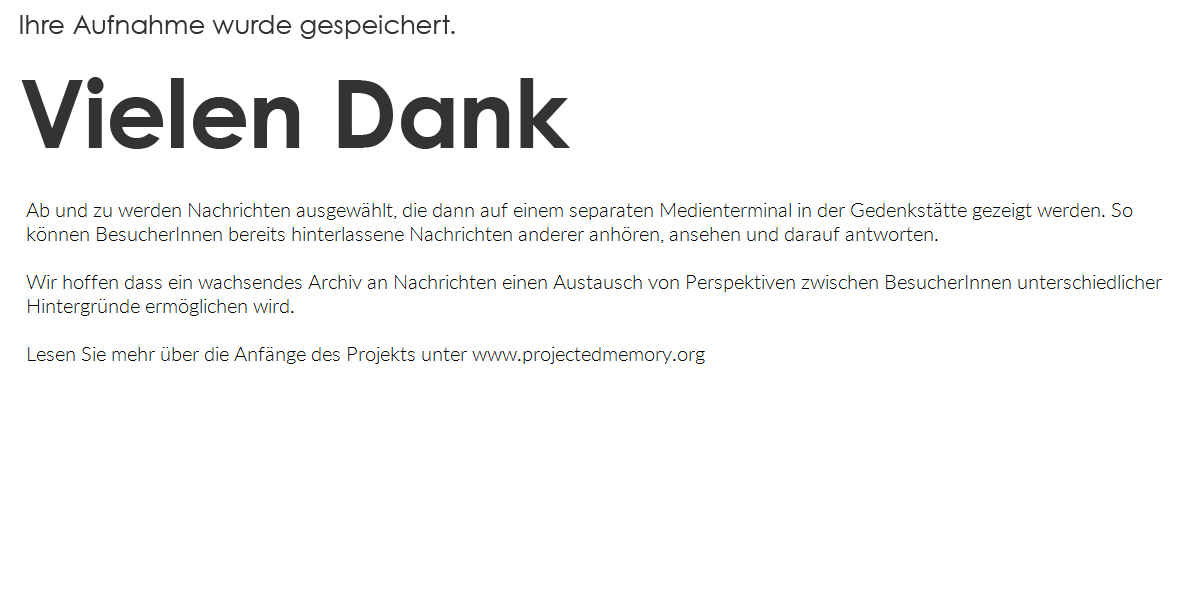 Ihre Aufnahme wurde gespeichert.
Vielen Dank
Ab und zu werden Nachrichten ausgewählt, die dann auf einem separaten Medienterminal in der Gedenkstätte gezeigt werden. So
können BesucherInnen bereits hinterlassene Nachrichten anderer anhören, ansehen und darauf antworten.
Wir hoffen dass ein wachsendes Archiv an Nachrichten einen Austausch von Perspektiven zwischen BesucherInnen unterschiedlicher
Hintergründe ermöglichen wird.
Lesen Sie mehr über die Anfänge des Projekts unter www.projectedmemory.org